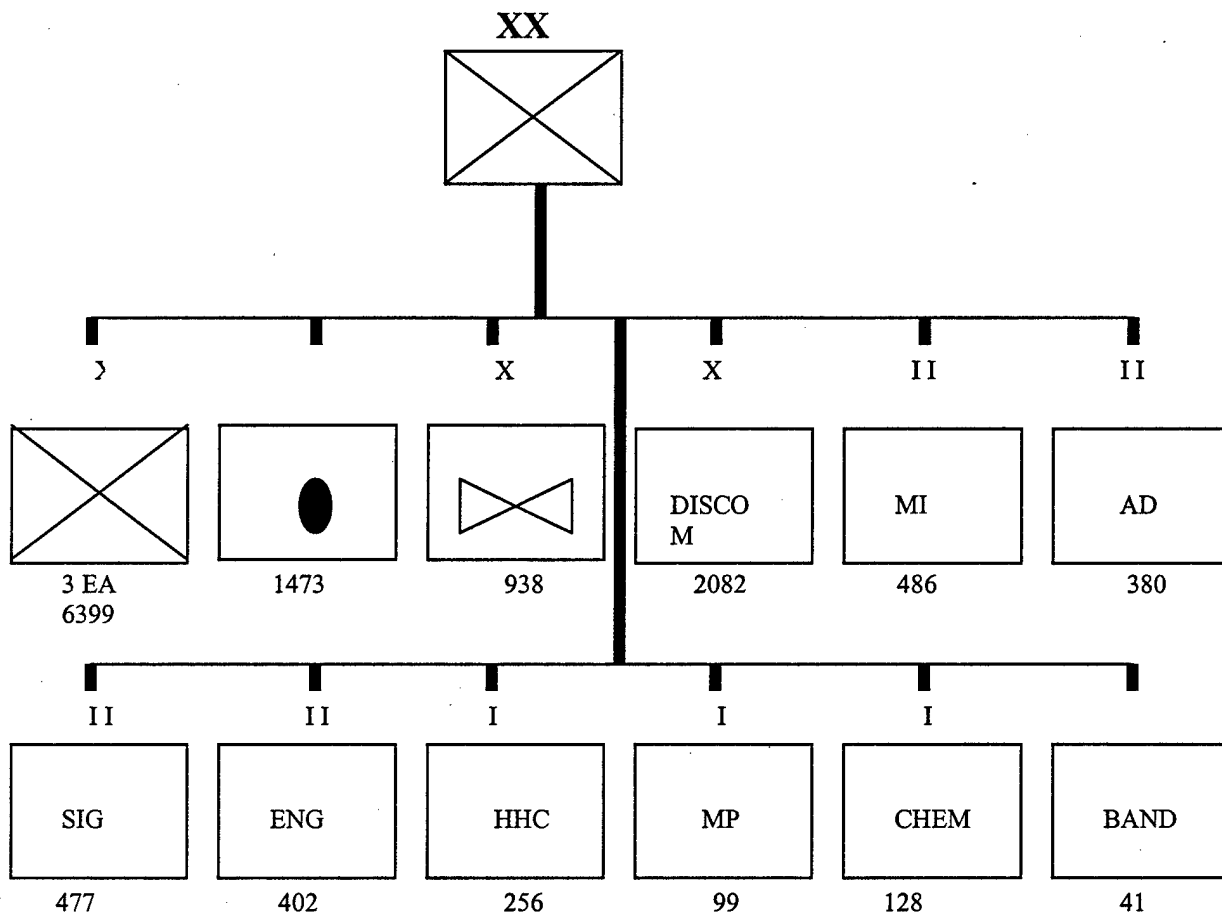 XX
X X II II
DISCO
M
MI
AD
3 EA
6399
1473
938
2082
486
380
II II I I I
SIG
ENG
HHC
MP
CHEM
BAND
477
402
256
99
128
41